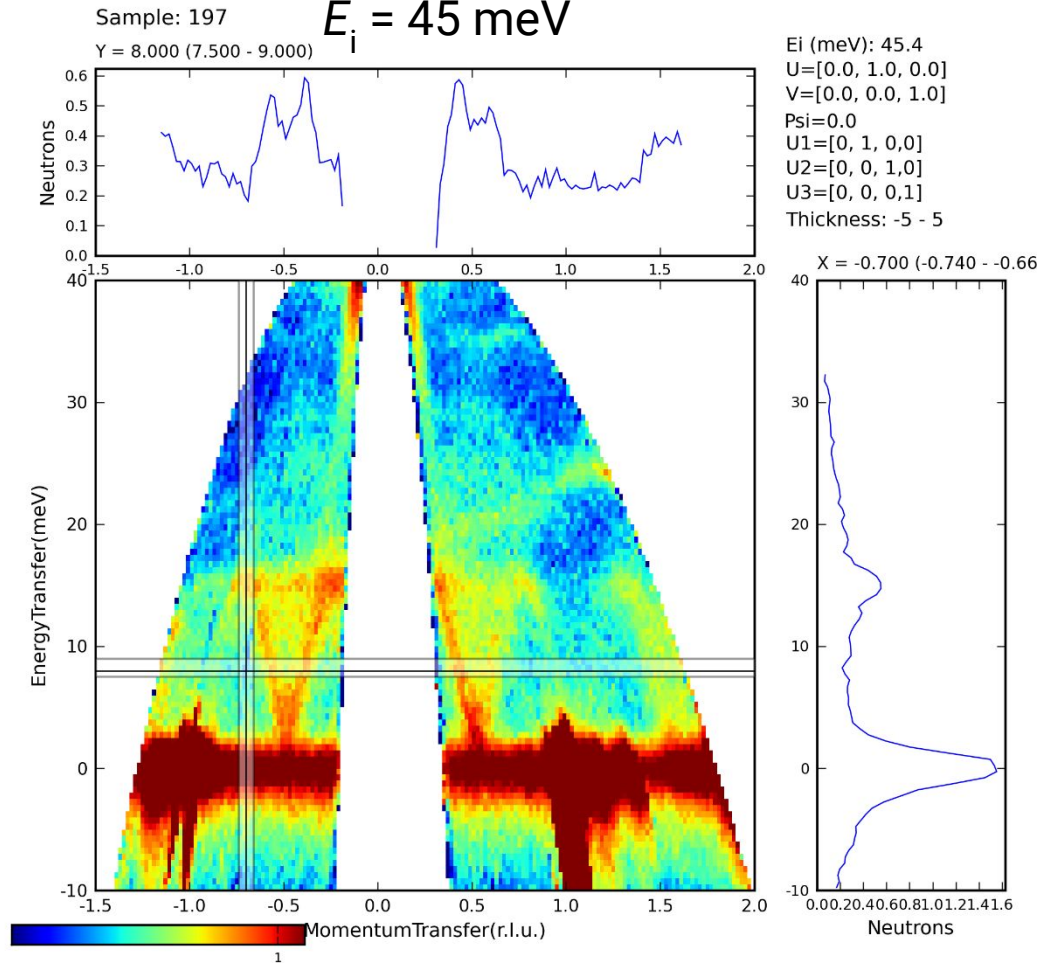 Sample: 197
E_i = 45 meV
Y = 8.000 (7.500 - 9.000)
Ei (meV): 45.4
U=[0.0, 1.0, 0.0]
V=[0.0, 0.0, 1.0]
Psi=0.0
U1=[0, 1, 0,0]
U2=[0, 0, 1,0]
U3=[0, 0, 0,1]
Thickness: -5 - 5
0.6
0.5
0.4
0.3
0.2
0.1
0.0
Neutrons
-1.5 -1.0 -0.5 0.0 0.5 1.0 1.5 2.0
X = -0.700 (-0.740 - -0.66
40
30
20
10
0
-10
EnergyTransfer(meV)
-1.5 -1.0 -0.5 0.0 0.5 1.0 1.5 2.0
MomentumTransfer(r.l.u.)
1
40
30
20
10
0
-10
0.00.20.40.60.81.01.21.41.6
Neutrons